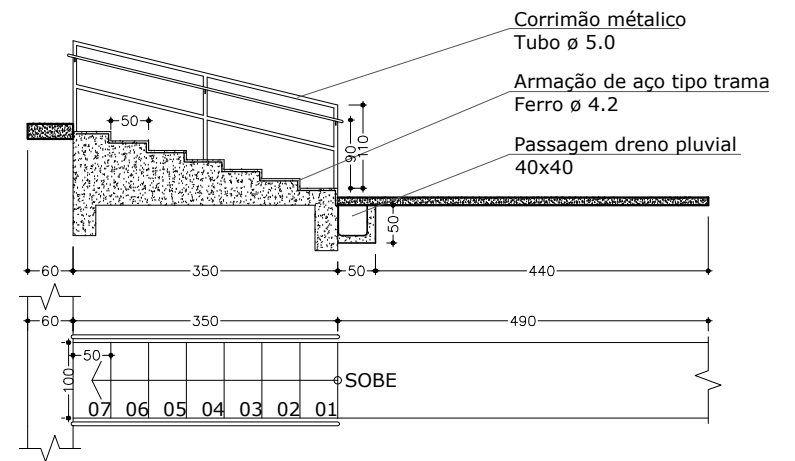 Corrimão métalico
Tubo ø 5.0
Armação de aço tipo trama
Ferro ø 4.2
Passagem dreno pluvial
40x40
50
90
110
50
60
350
50
440
60
350
490
50
100
SOBE
07 06 05 04 03 02 01